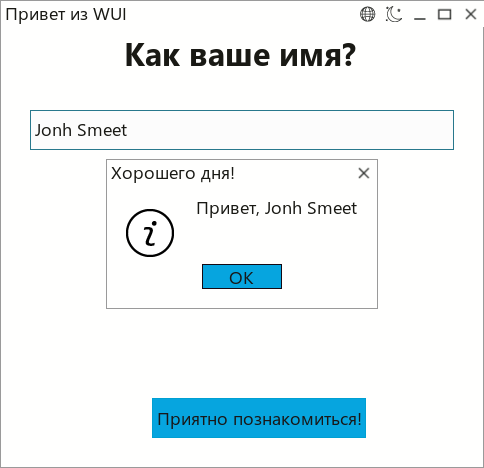 Привет из WUI
Как ваше имя?
Jonh Smeet
Хорошего дня!
Привет, Jonh Smeet
OK
Приятно познакомиться!